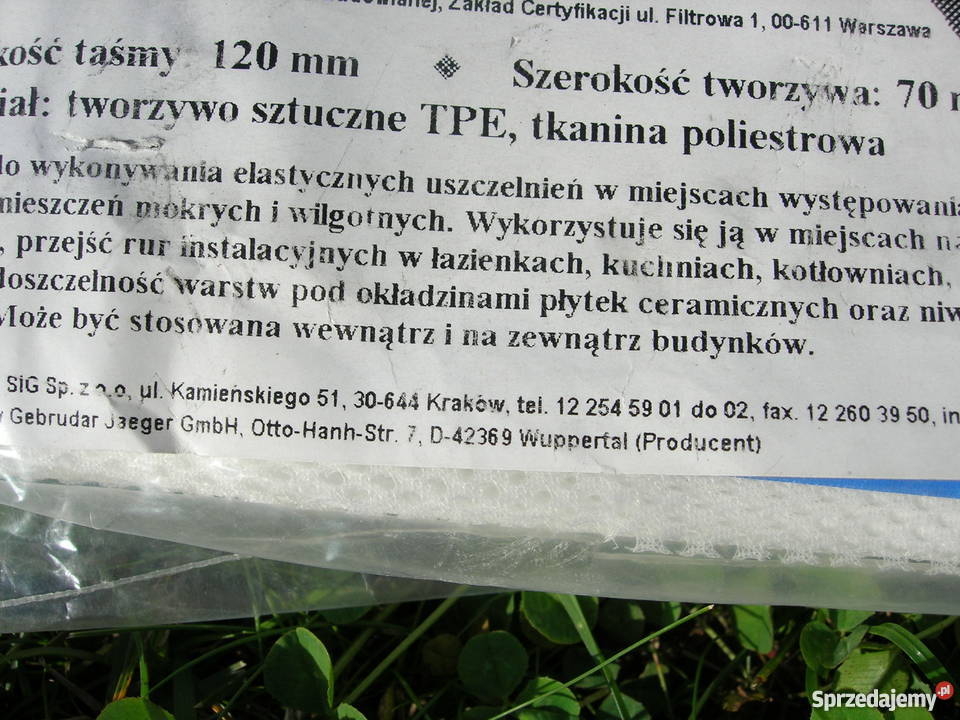 Zakład Certyfikacji ul. Filtrowa 1, 00-611 Warszawa
kość taśmy 120 mm Szerokość tworzywa: 70
iał: tworzywo sztuczne TPE, tkanina poliestrowa
do wykonywania elastycznych uszczelnień w miejscach występowania
mieszczeń mokrych i wilgotnych. Wykorzystuje się ją w miejscach na
, przejść rur instalacyjnych w łazienkach, kuchniach, kotłowniach,
doszczelność warstw pod okładzinami płytek ceramicznych oraz niw
Może być stosowana wewnątrz i na zewnątrz budynków.
SIG Sp. z o.o, ul. Kamieńskiego 51, 30-644 Kraków, tel. 12 254 59 01 do 02, fax. 12 260 39 50, in
y Gebrudar Jaeger GmbH, Otto-Hanh-Str. 7, D-42369 Wuppertal (Producent)
Sprzedajemy.pl